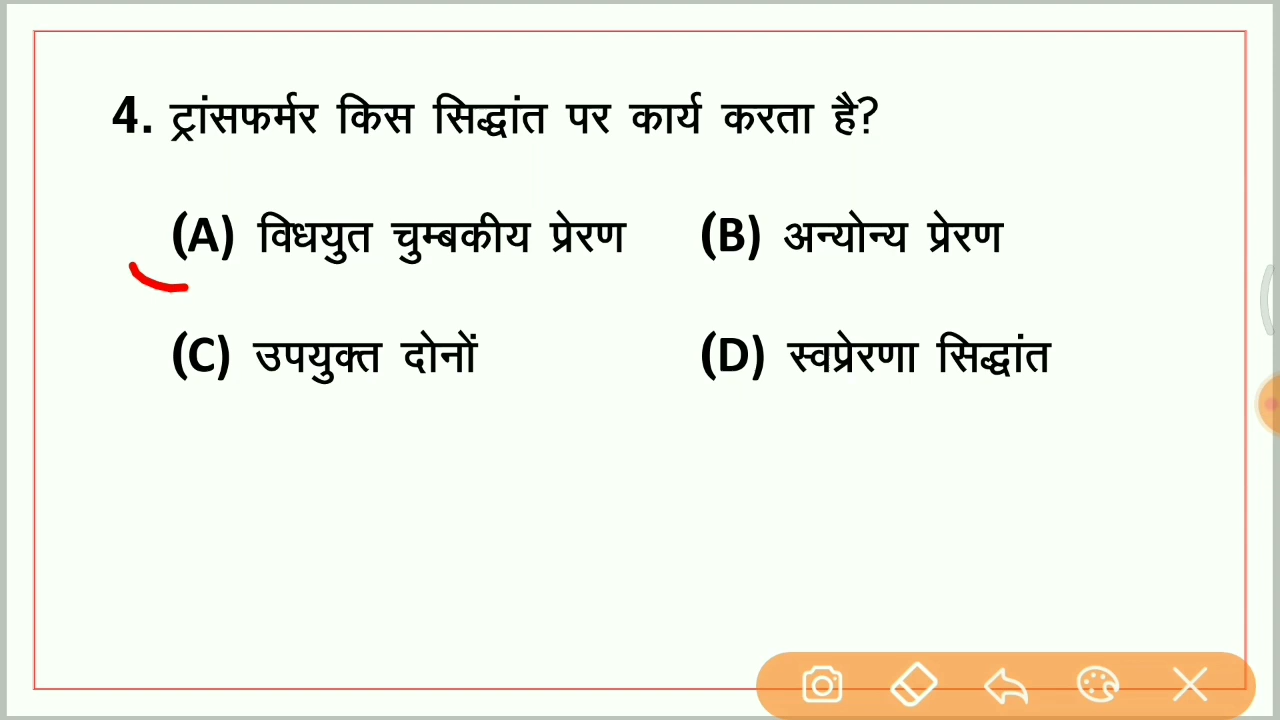 4. ट्रांसफर्मर किस सिद्धांत पर कार्य करता है?
(A) विधयुत चुम्बकीय प्रेरण (B) अन्योन्य प्रेरण
(C) उपयुक्त दोनों (D) स्वप्रेरणा सिद्धांत